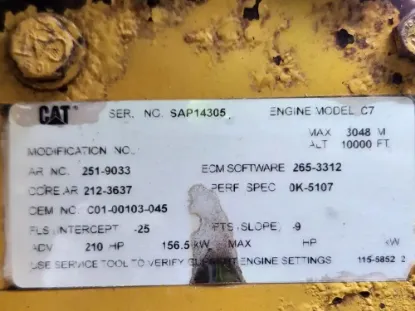 CAT SER. NO. SAP14305 ENGINE MODEL C7
MAX 3048 M
MODIFICATION NO. ALT 10000 FT.
AR NO. 251-9033 ECM SOFTWARE 265-3312
CORE AR 212-3637 PERF SPEC 0K-5107
OEM NO C01-00103-045
FLS (INTERCEPT -25 FTS (SLOPE) -9
ADV 210 HP 156.5 kW MAX HP kW
USE SERVICE TOOL TO VERIFY ENGINE SETTINGS 115-5852 2